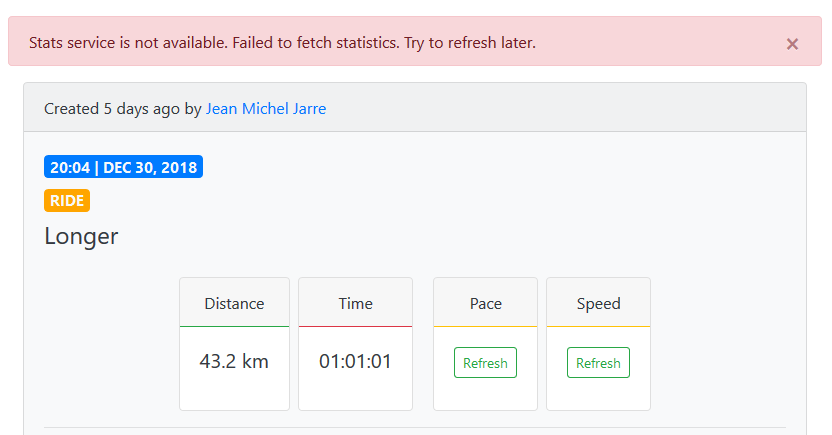 Stats service is not available. Failed to fetch statistics. Try to refresh later. ×
Created 5 days ago by Jean Michel Jarre
20:04 | DEC 30, 2018
RIDE
Longer
Distance Time Pace Speed
43.2 km 01:01:01 Refresh Refresh